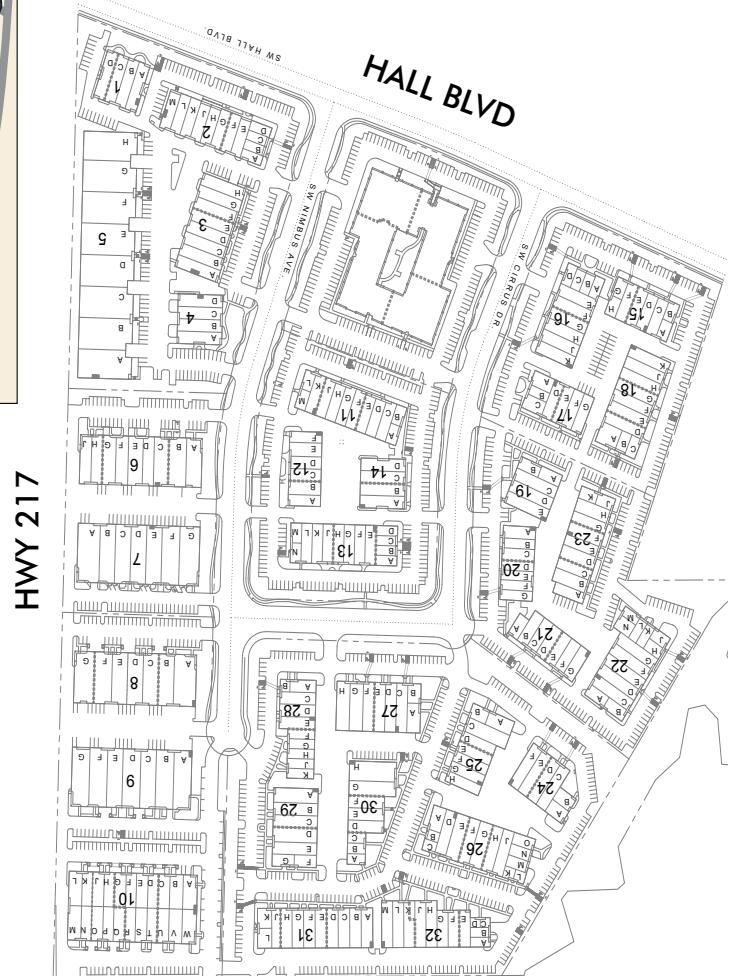 HALL BLVD
SW HALL BLVD.
HWY 217
SW NIMBUS AVE.
SW CIRRUS DR.
1
A B C D
2
M L K J H G F E D C B A
3
H G F E D C B A
4
D C B A
5
H G F E D C B A
6
J H G F E D C B A
7
A B C D E F G
8
G F E D C B A
9
G F E D C B A
10
L K J H G F E D C B A
M N O P Q R S T U V W
11
M L K J H G F E D C B A
12
F E D C B A
13
N M L K J H G F E D C B A
14
D C B A
15
H G F E D C B A
16
D C B A E F G H J K
17
A B C D E F G
18
K J H G F E D C B A
19
B A C D E
20
A B C D E F G
21
A B C D E F G
22
N M L K J H G F E D C B A
23
K J H G F E D C B A
24
D C B A
25
A B C D E F G H
26
C B A D E F G H J K L M N O
27
H G F E D C B A
28
B A C D E F G H J K
29
A B C D E F G
30
H G F E D C B A
31
L K J H G F E D C B A
32
M L K J H G F E D C B A